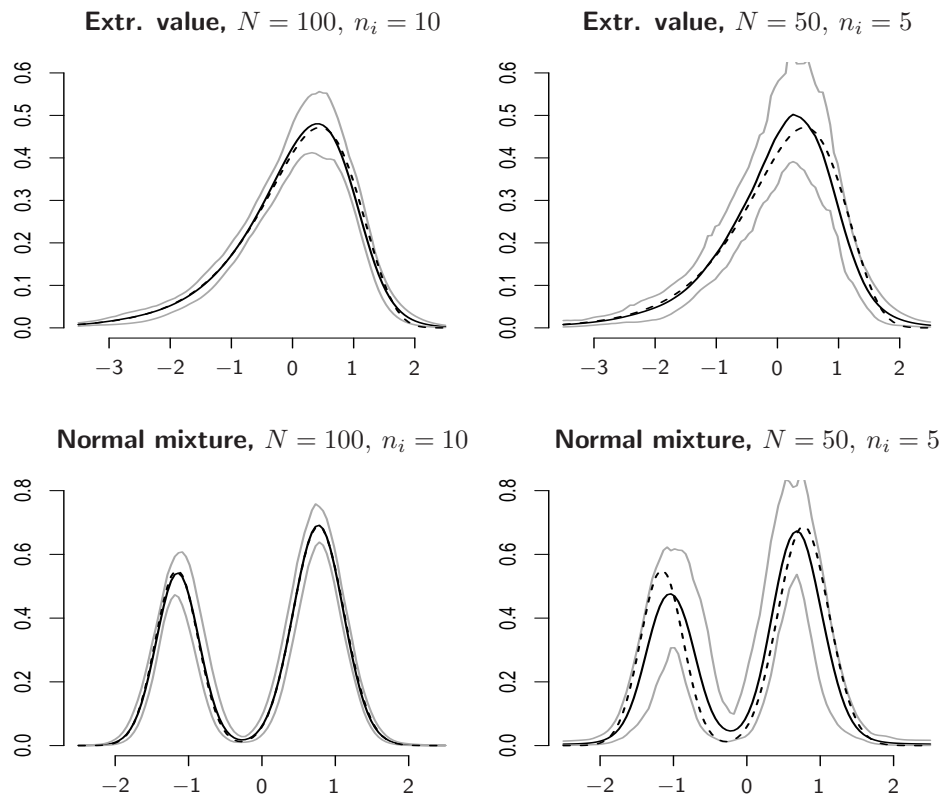 Extr. value, N = 100, n_i = 10
Extr. value, N = 50, n_i = 5
0.0 0.1 0.2 0.3 0.4 0.5 0.6
−3 −2 −1 0 1 2
0.0 0.1 0.2 0.3 0.4 0.5 0.6
−3 −2 −1 0 1 2
Normal mixture, N = 100, n_i = 10
Normal mixture, N = 50, n_i = 5
0.0 0.2 0.4 0.6 0.8
−2 −1 0 1 2
0.0 0.2 0.4 0.6 0.8
−2 −1 0 1 2